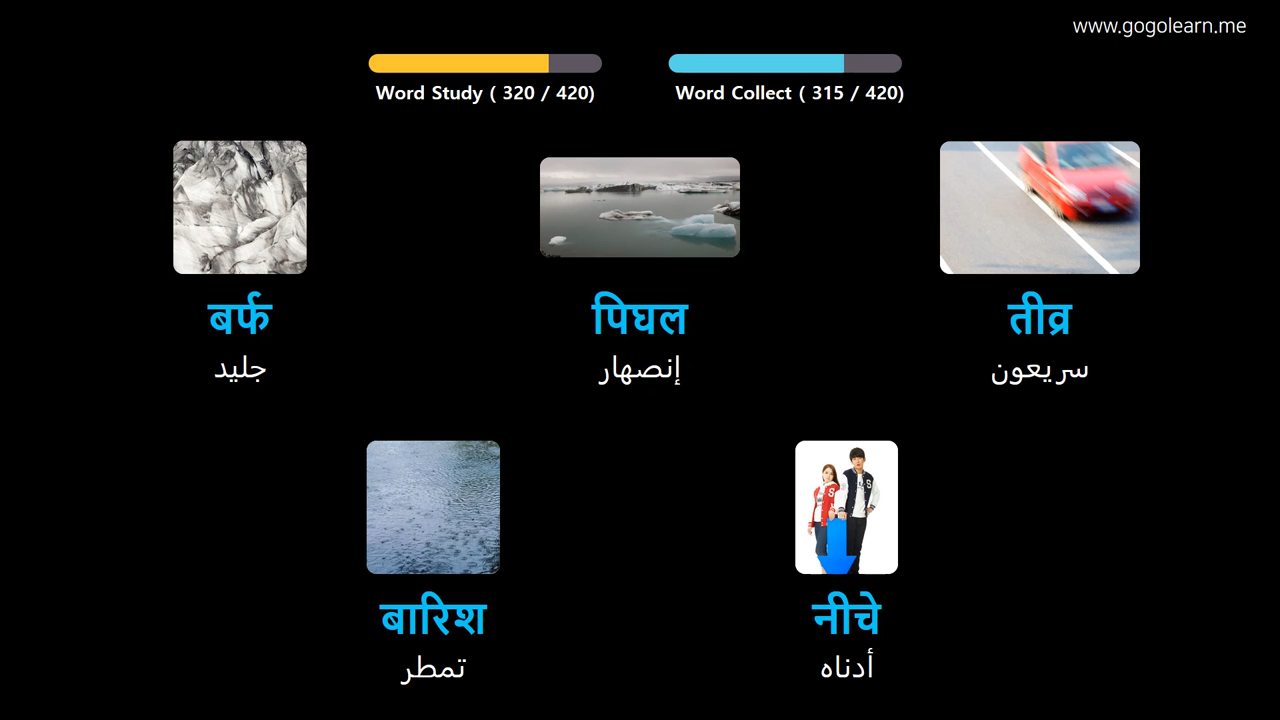 www.gogolearn.me
Word Study ( 320 / 420)
Word Collect ( 315 / 420)
बर्फ
جليد
पिघल
إنصهار
तीव्र
سريعون
बारिश
تمطر
नीचे
أدناه